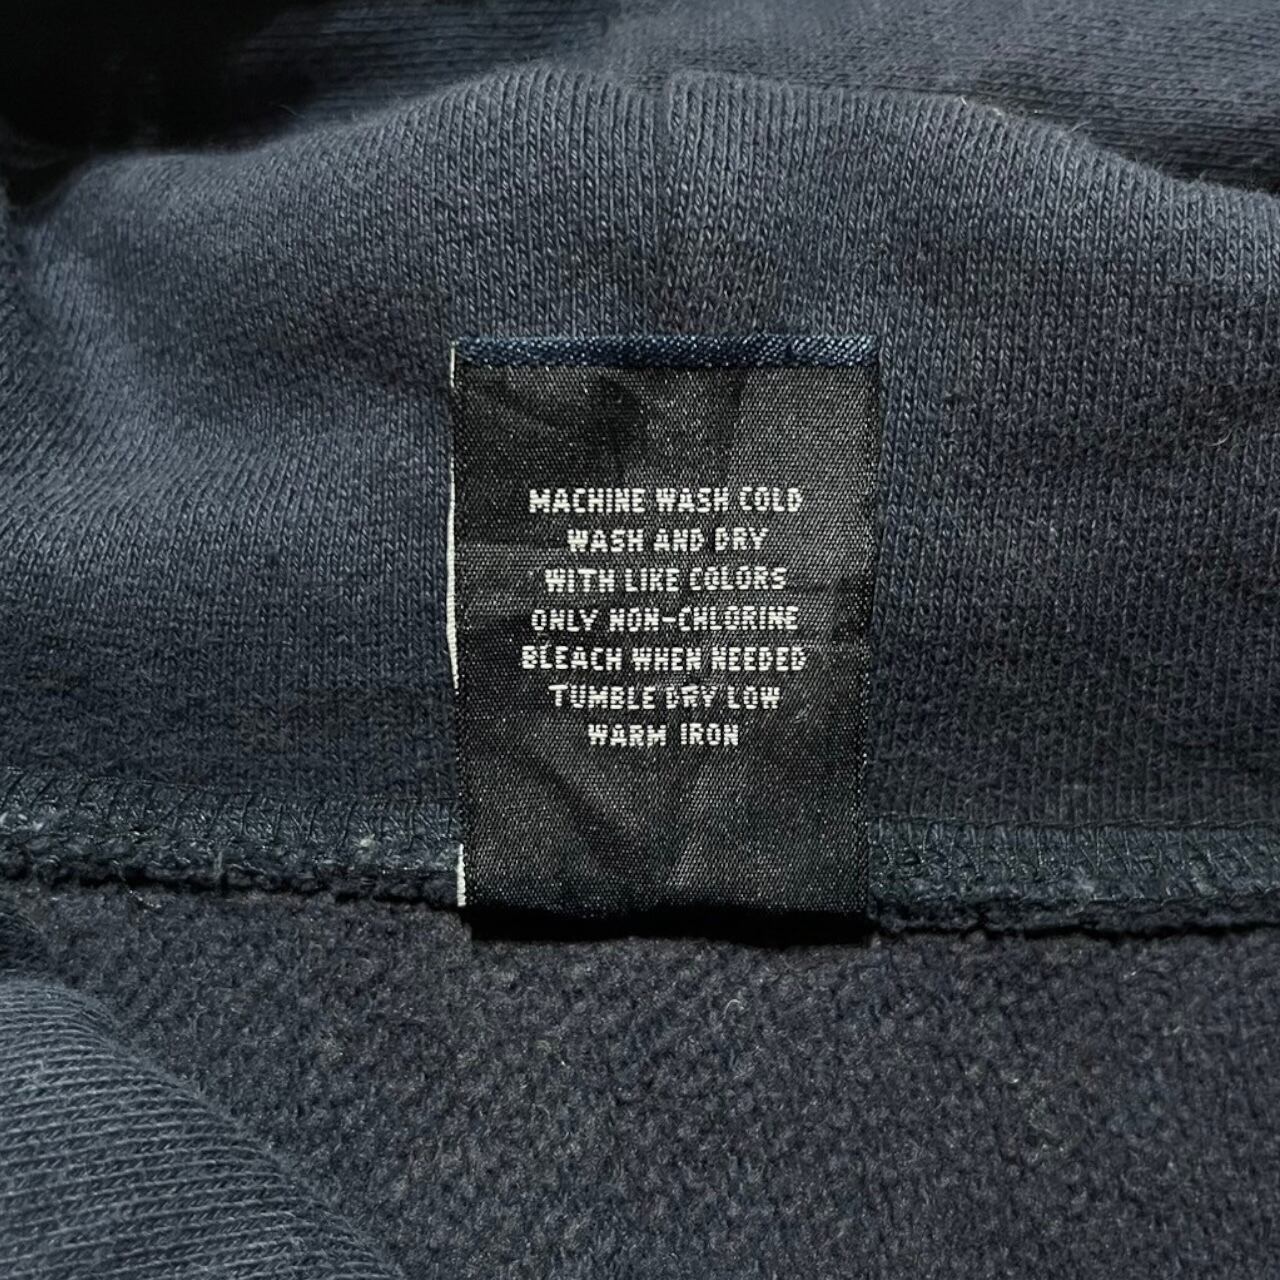 MACHINE WASH COLD
WASH AND DRY
WITH LIKE COLORS
ONLY NON-CHLORINE
BLEACH WHEN NEEDED
TUMBLE DRY LOW
WARM IRON